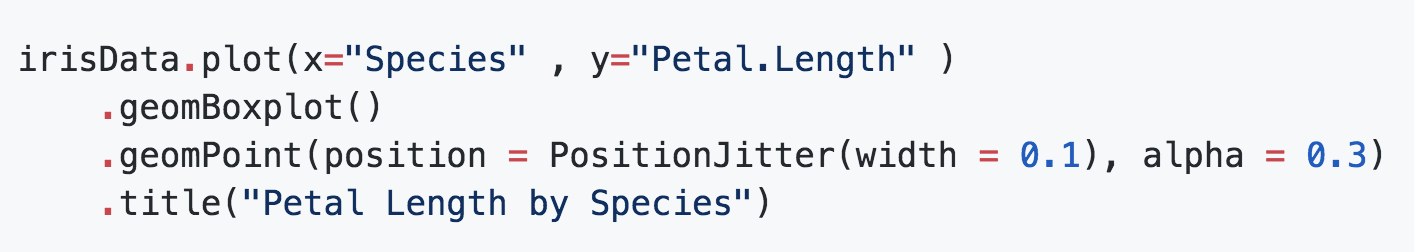 irisData.plot(x="Species" , y="Petal.Length" )
    .geomBoxplot()
    .geomPoint(position = PositionJitter(width = 0.1), alpha = 0.3)
    .title("Petal Length by Species")